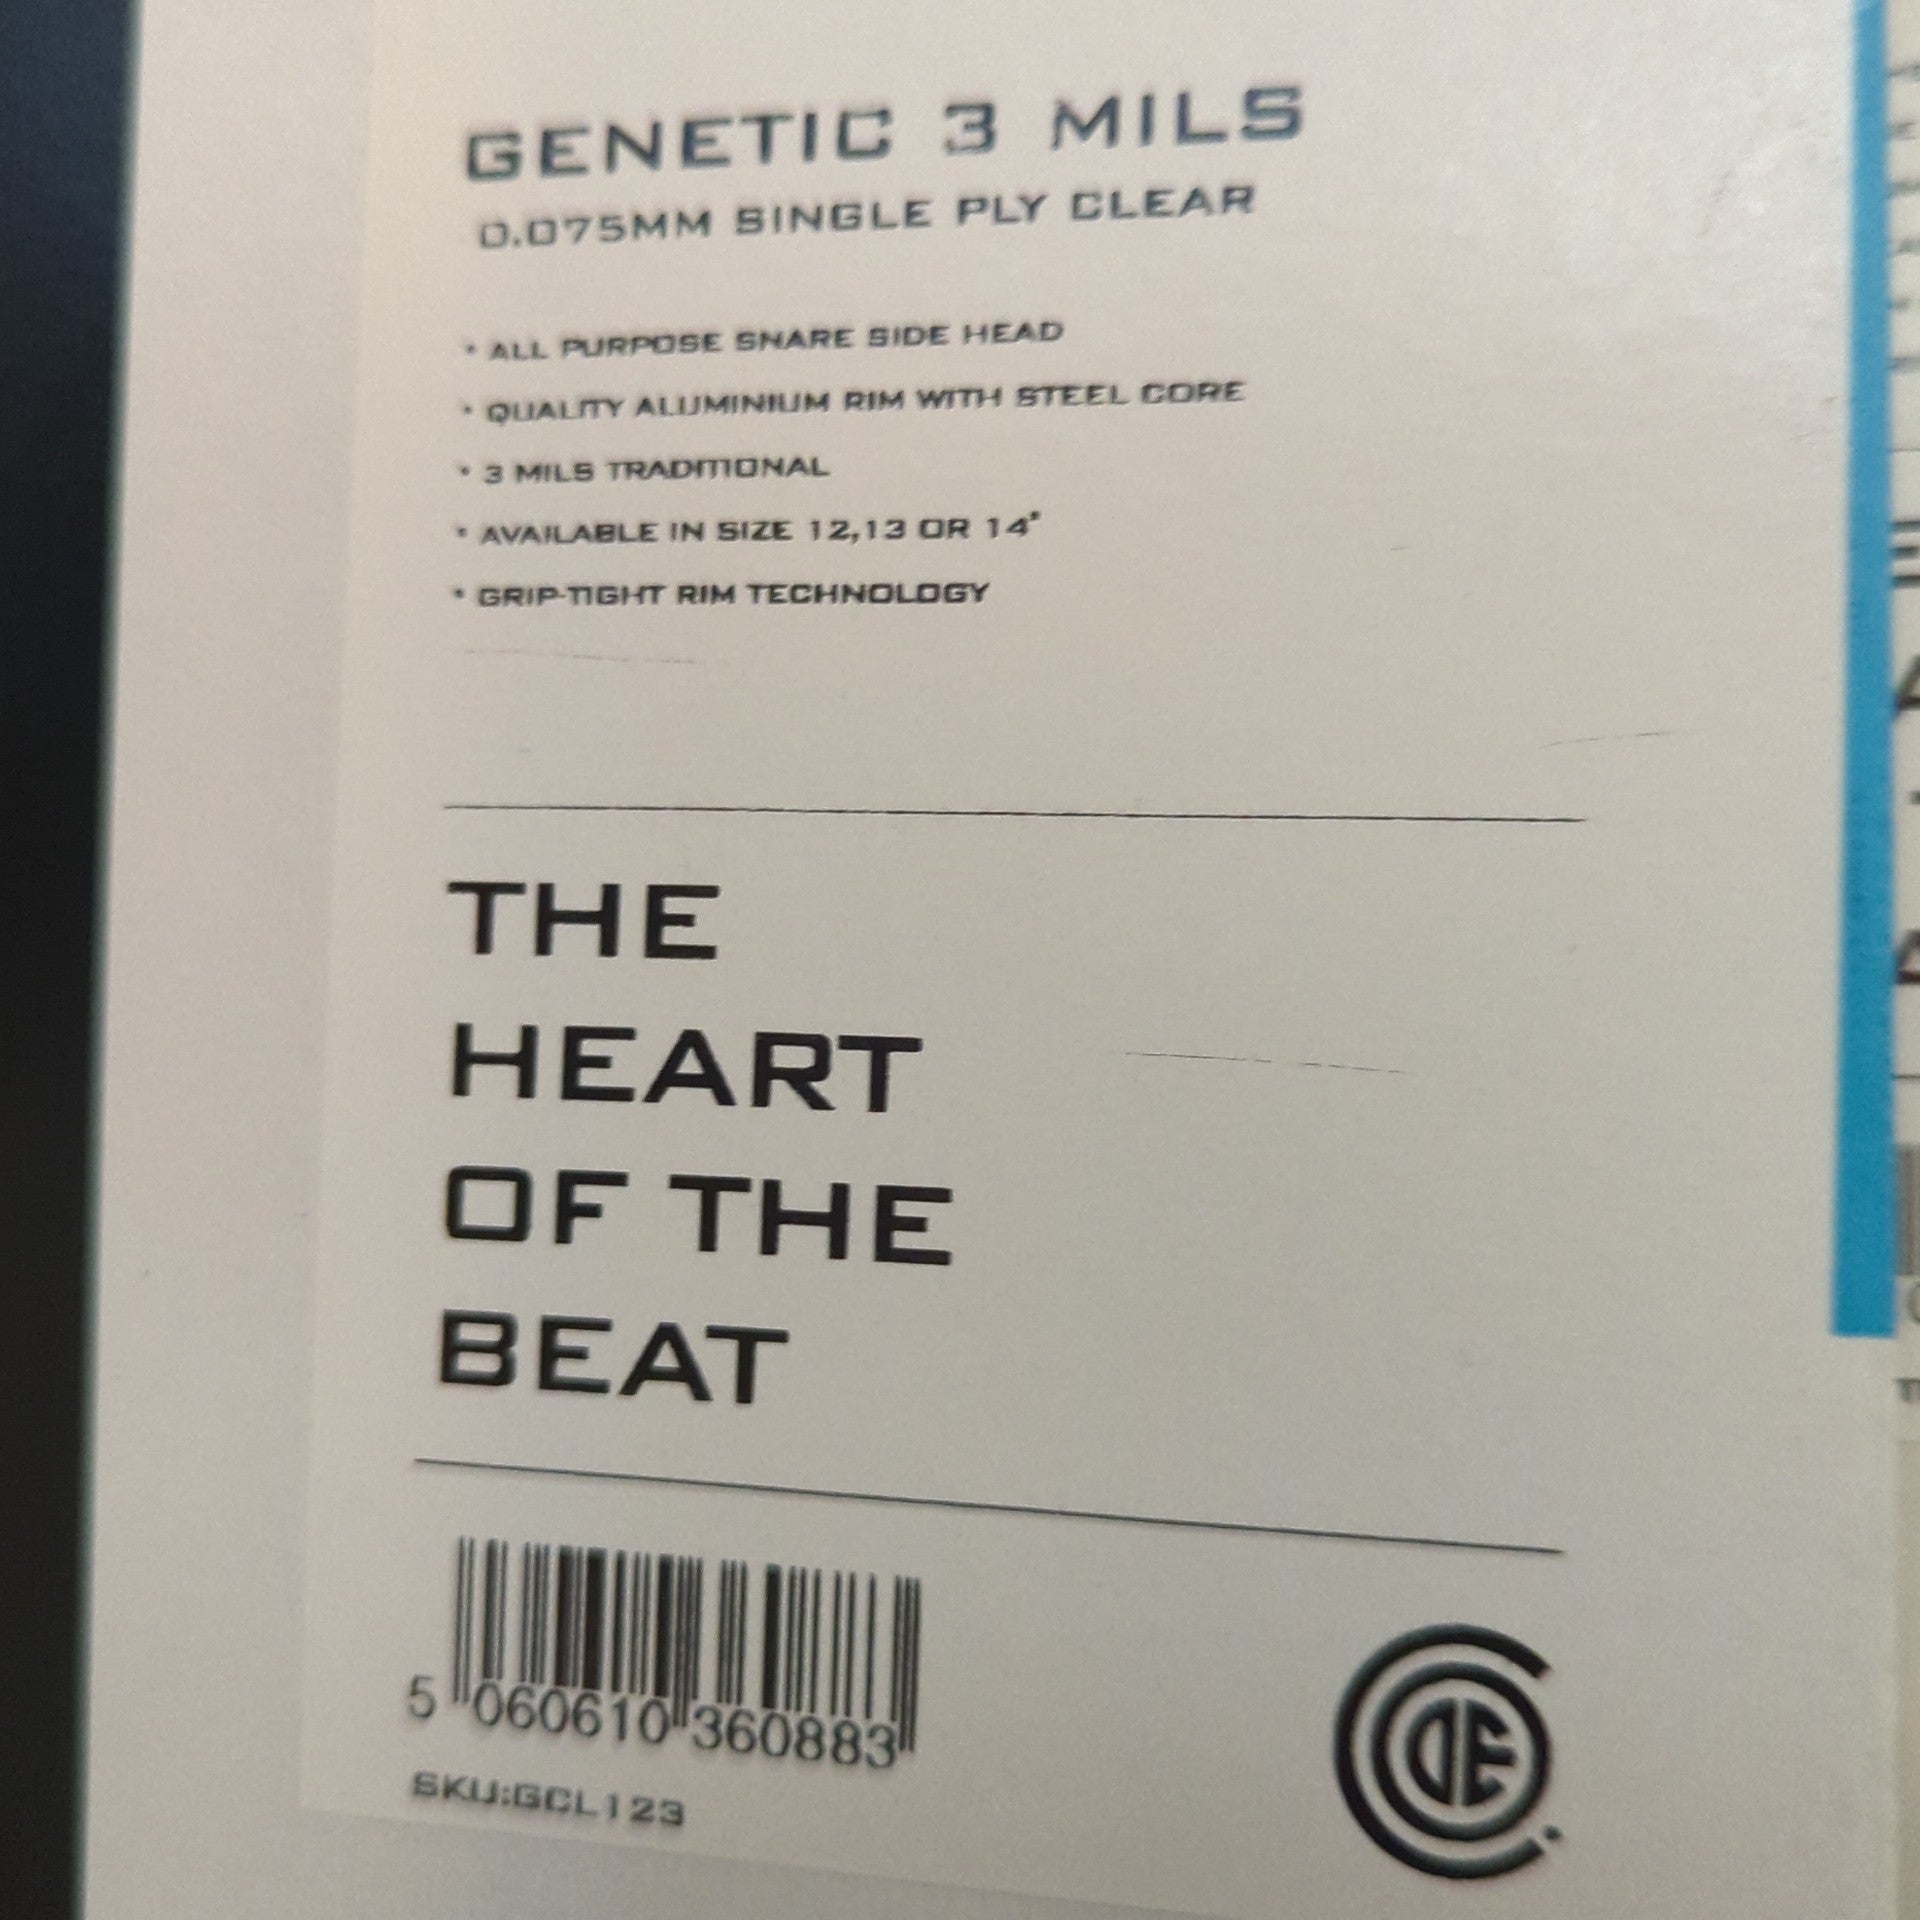 GENETIC 3 MILS
0.075MM SINGLE PLY CLEAR
• ALL PURPOSE SNARE SIDE HEAD
• QUALITY ALUMINIUM RIM WITH STEEL CORE
• 3 MILS TRADITIONAL
• AVAILABLE IN SIZE 12,13 OR 14"
• GRIP-TIGHT RIM TECHNOLOGY
THE
HEART
OF THE
BEAT
5 060610 360883
SKU:GCL123
CODE